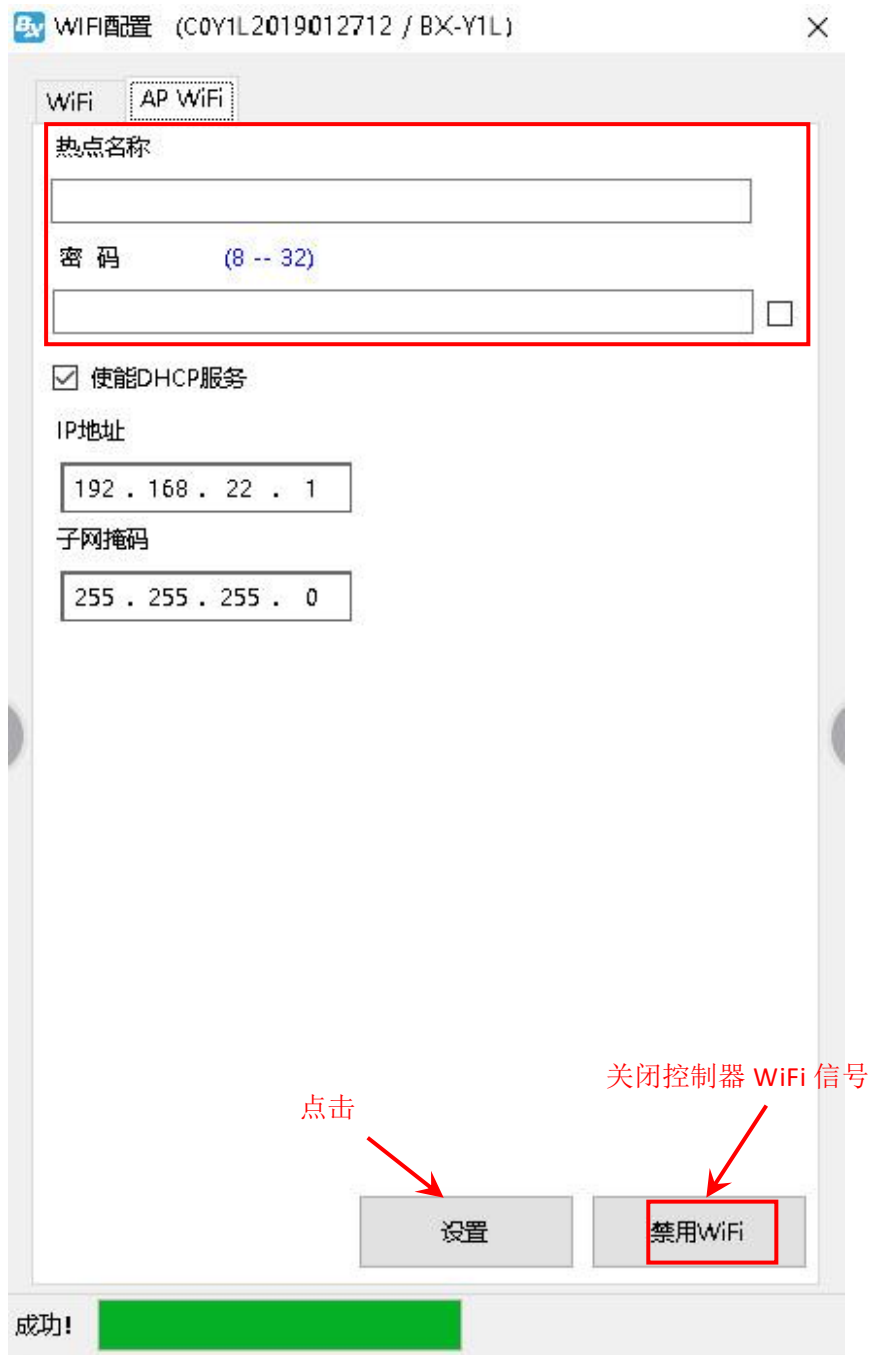 WIFI配置 (C0Y1L2019012712 / BX-Y1L)
WiFi AP WiFi
热点名称
密 码 (8 -- 32)
使能DHCP服务
IP地址
192 . 168 . 22 . 1
子网掩码
255 . 255 . 255 . 0
关闭控制器 WiFi 信号
点击
设置 禁用WiFi
成功!